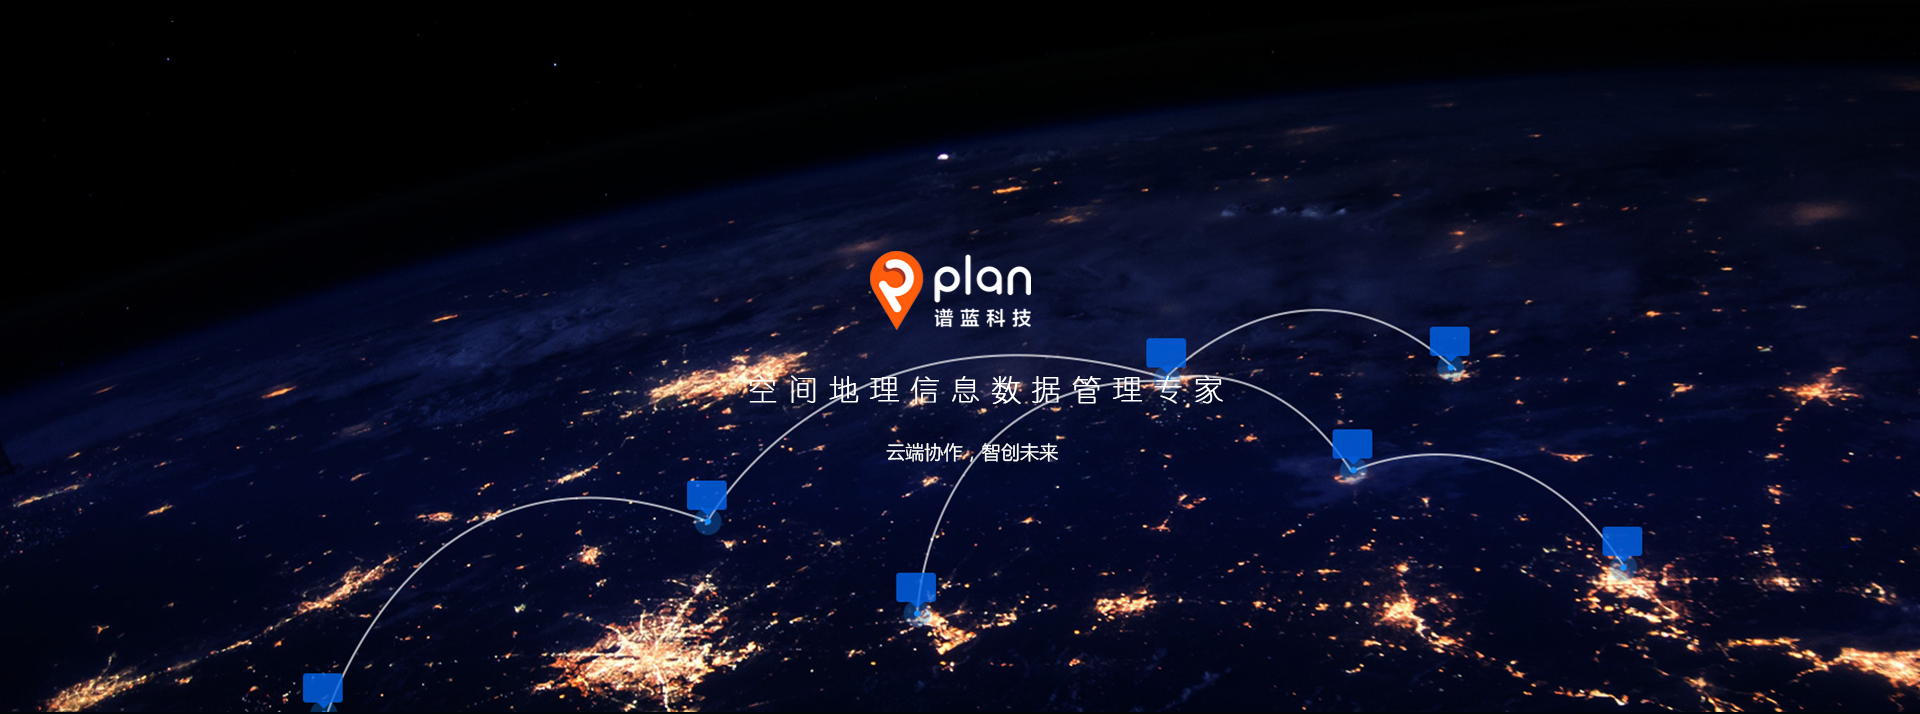 plan
谱蓝科技
空间地理信息数据管理专家
云端协作，智创未来